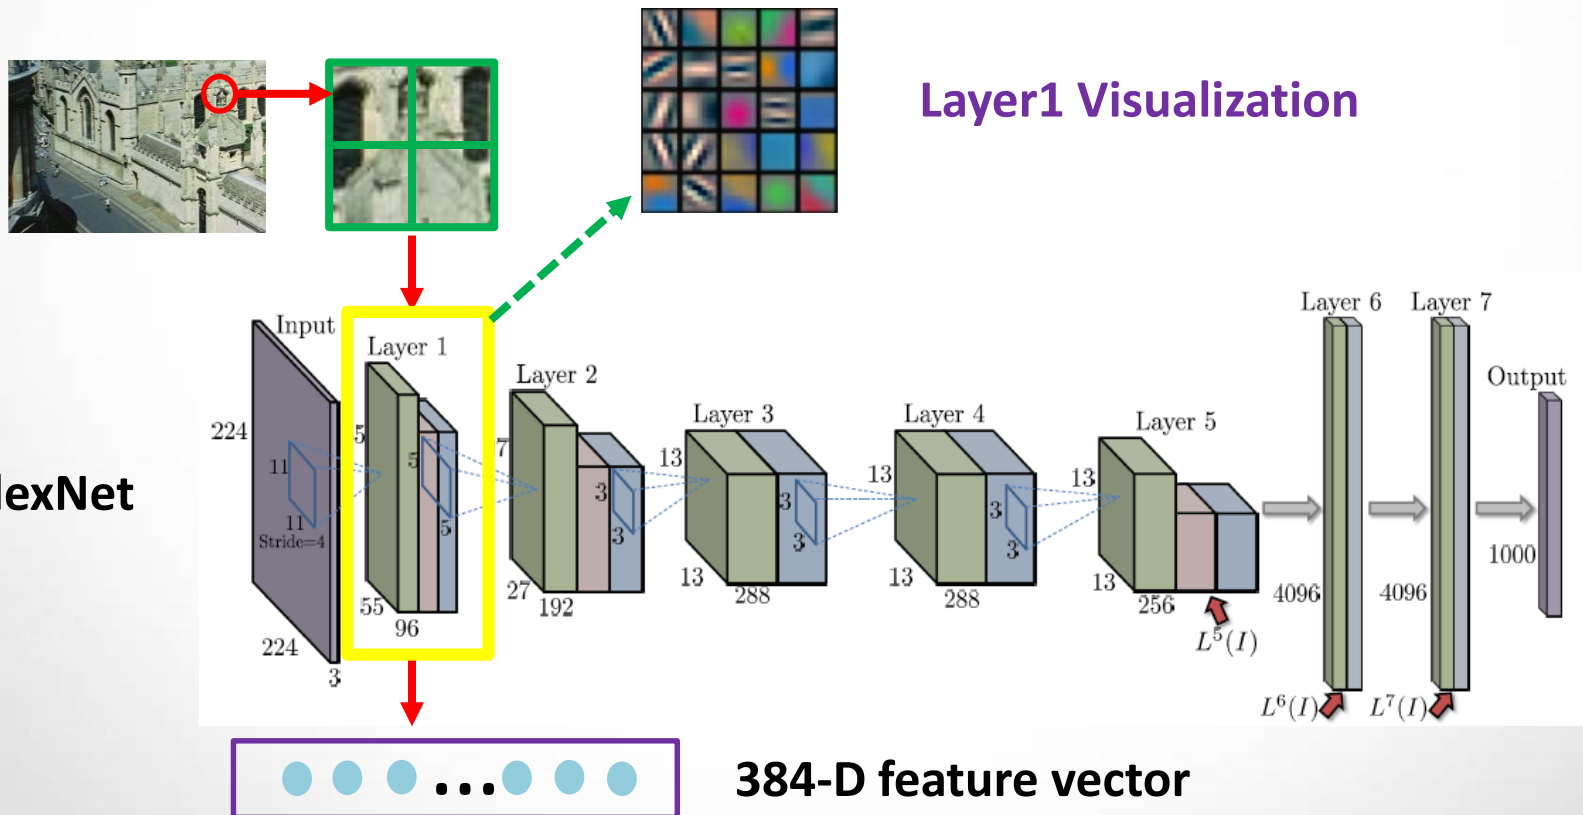 Layer1 Visualization
Input
Layer 1
Layer 2
Layer 3
Layer 4
Layer 5
Layer 6
Layer 7
Output
224
11
11
Stride=4
224
3
5
5
5
55
96
7
3
3
27
192
13
3
3
13
288
13
3
3
13
288
13
13
256
L⁵(I)
4096
L⁶(I)
4096
L⁷(I)
1000
lexNet
...
384-D feature vector